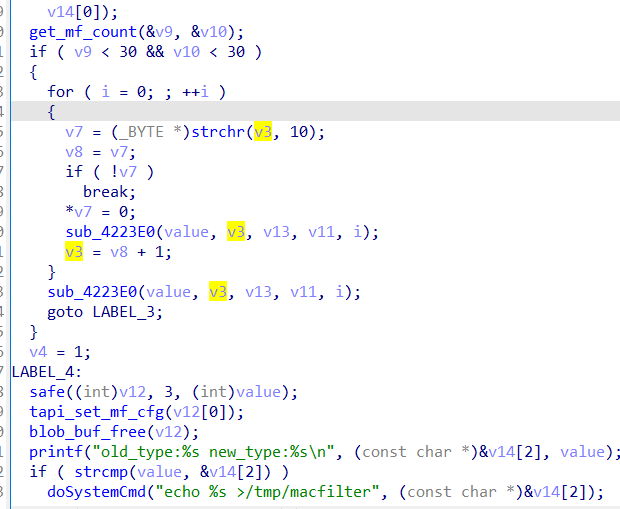 v14[0]);
get_mf_count(&v9, &v10);
if ( v9 < 30 && v10 < 30 )
{
for ( i = 0; ; ++i )
{
v7 = (_BYTE *)strchr(v3, 10);
v8 = v7;
if ( !v7 )
break;
*v7 = 0;
sub_4223E0(value, v3, v13, v11, i);
v3 = v8 + 1;
}
sub_4223E0(value, v3, v13, v11, i);
goto LABEL_3;
}
v4 = 1;
LABEL_4:
safe((int)v12, 3, (int)value);
tapi_set_mf_cfg(v12[0]);
blob_buf_free(v12);
printf("old_type:%s new_type:%s\n", (const char *)&v14[2], value);
if ( strcmp(value, &v14[2]) )
doSystemCmd("echo %s >/tmp/macfilter", (const char *)&v14[2]);